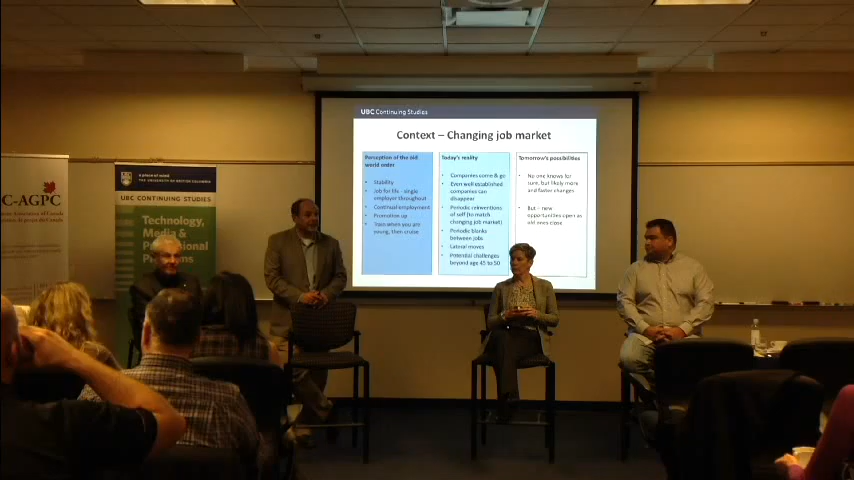 UBC Continuing Studies
Context – Changing job market
Perception of the old
world order
• Stability
• Job for life – single
employer throughout
• Continual employment
• Promotion up
• Train when you are
young, then cruise
Today's reality
• Companies come & go
• Even well established
companies can
disappear
• Periodic reinventions
of self (to match
changing job market)
• Periodic blanks
between jobs
• Lateral moves
• Potential challenges
beyond age 45 to 50
Tomorrow's possibilities
• No one knows for
sure, but likely more
and faster changes
• But – new
opportunities open as
old ones close
C-AGPC
a place of mind
THE UNIVERSITY OF BRITISH COLUMBIA
UBC CONTINUING STUDIES
Technology,
Media &